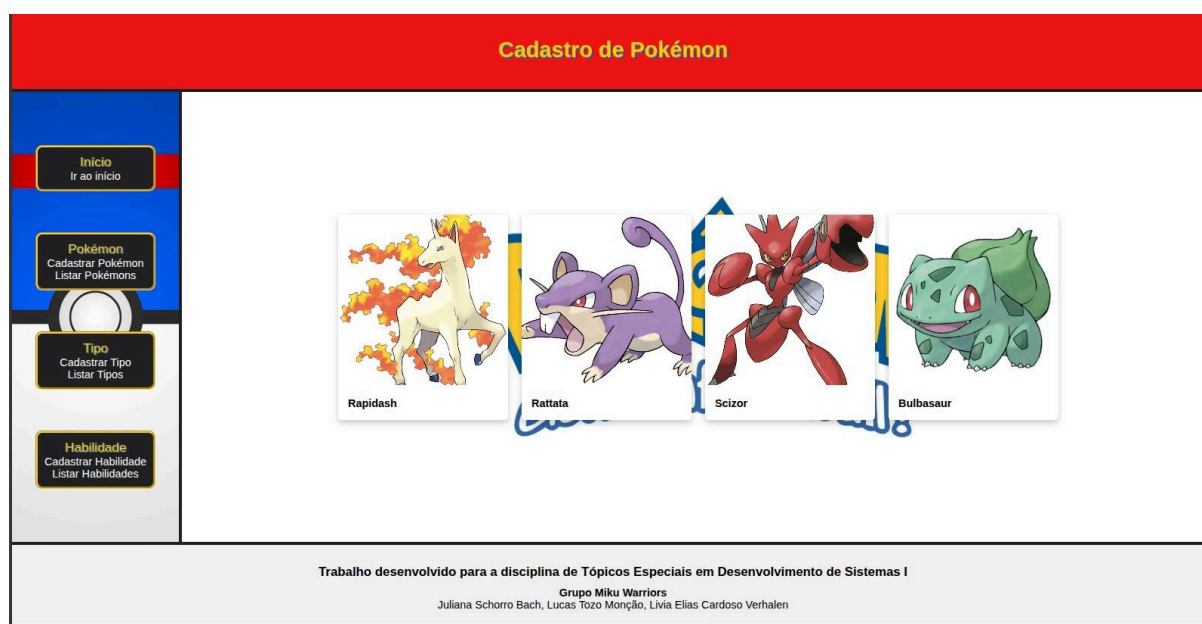 Cadastro de Pokémon
Início
Ir ao início
Pokémon
Cadastrar Pokémon
Listar Pokémons
Tipo
Cadastrar Tipo
Listar Tipos
Habilidade
Cadastrar Habilidade
Listar Habilidades
Rapidash
Rattata
Scizor
Bulbasaur
Trabalho desenvolvido para a disciplina de Tópicos Especiais em Desenvolvimento de Sistemas I
Grupo Miku Warriors
Juliana Schorro Bach, Lucas Tozo Monção, Livia Elias Cardoso Verhalen